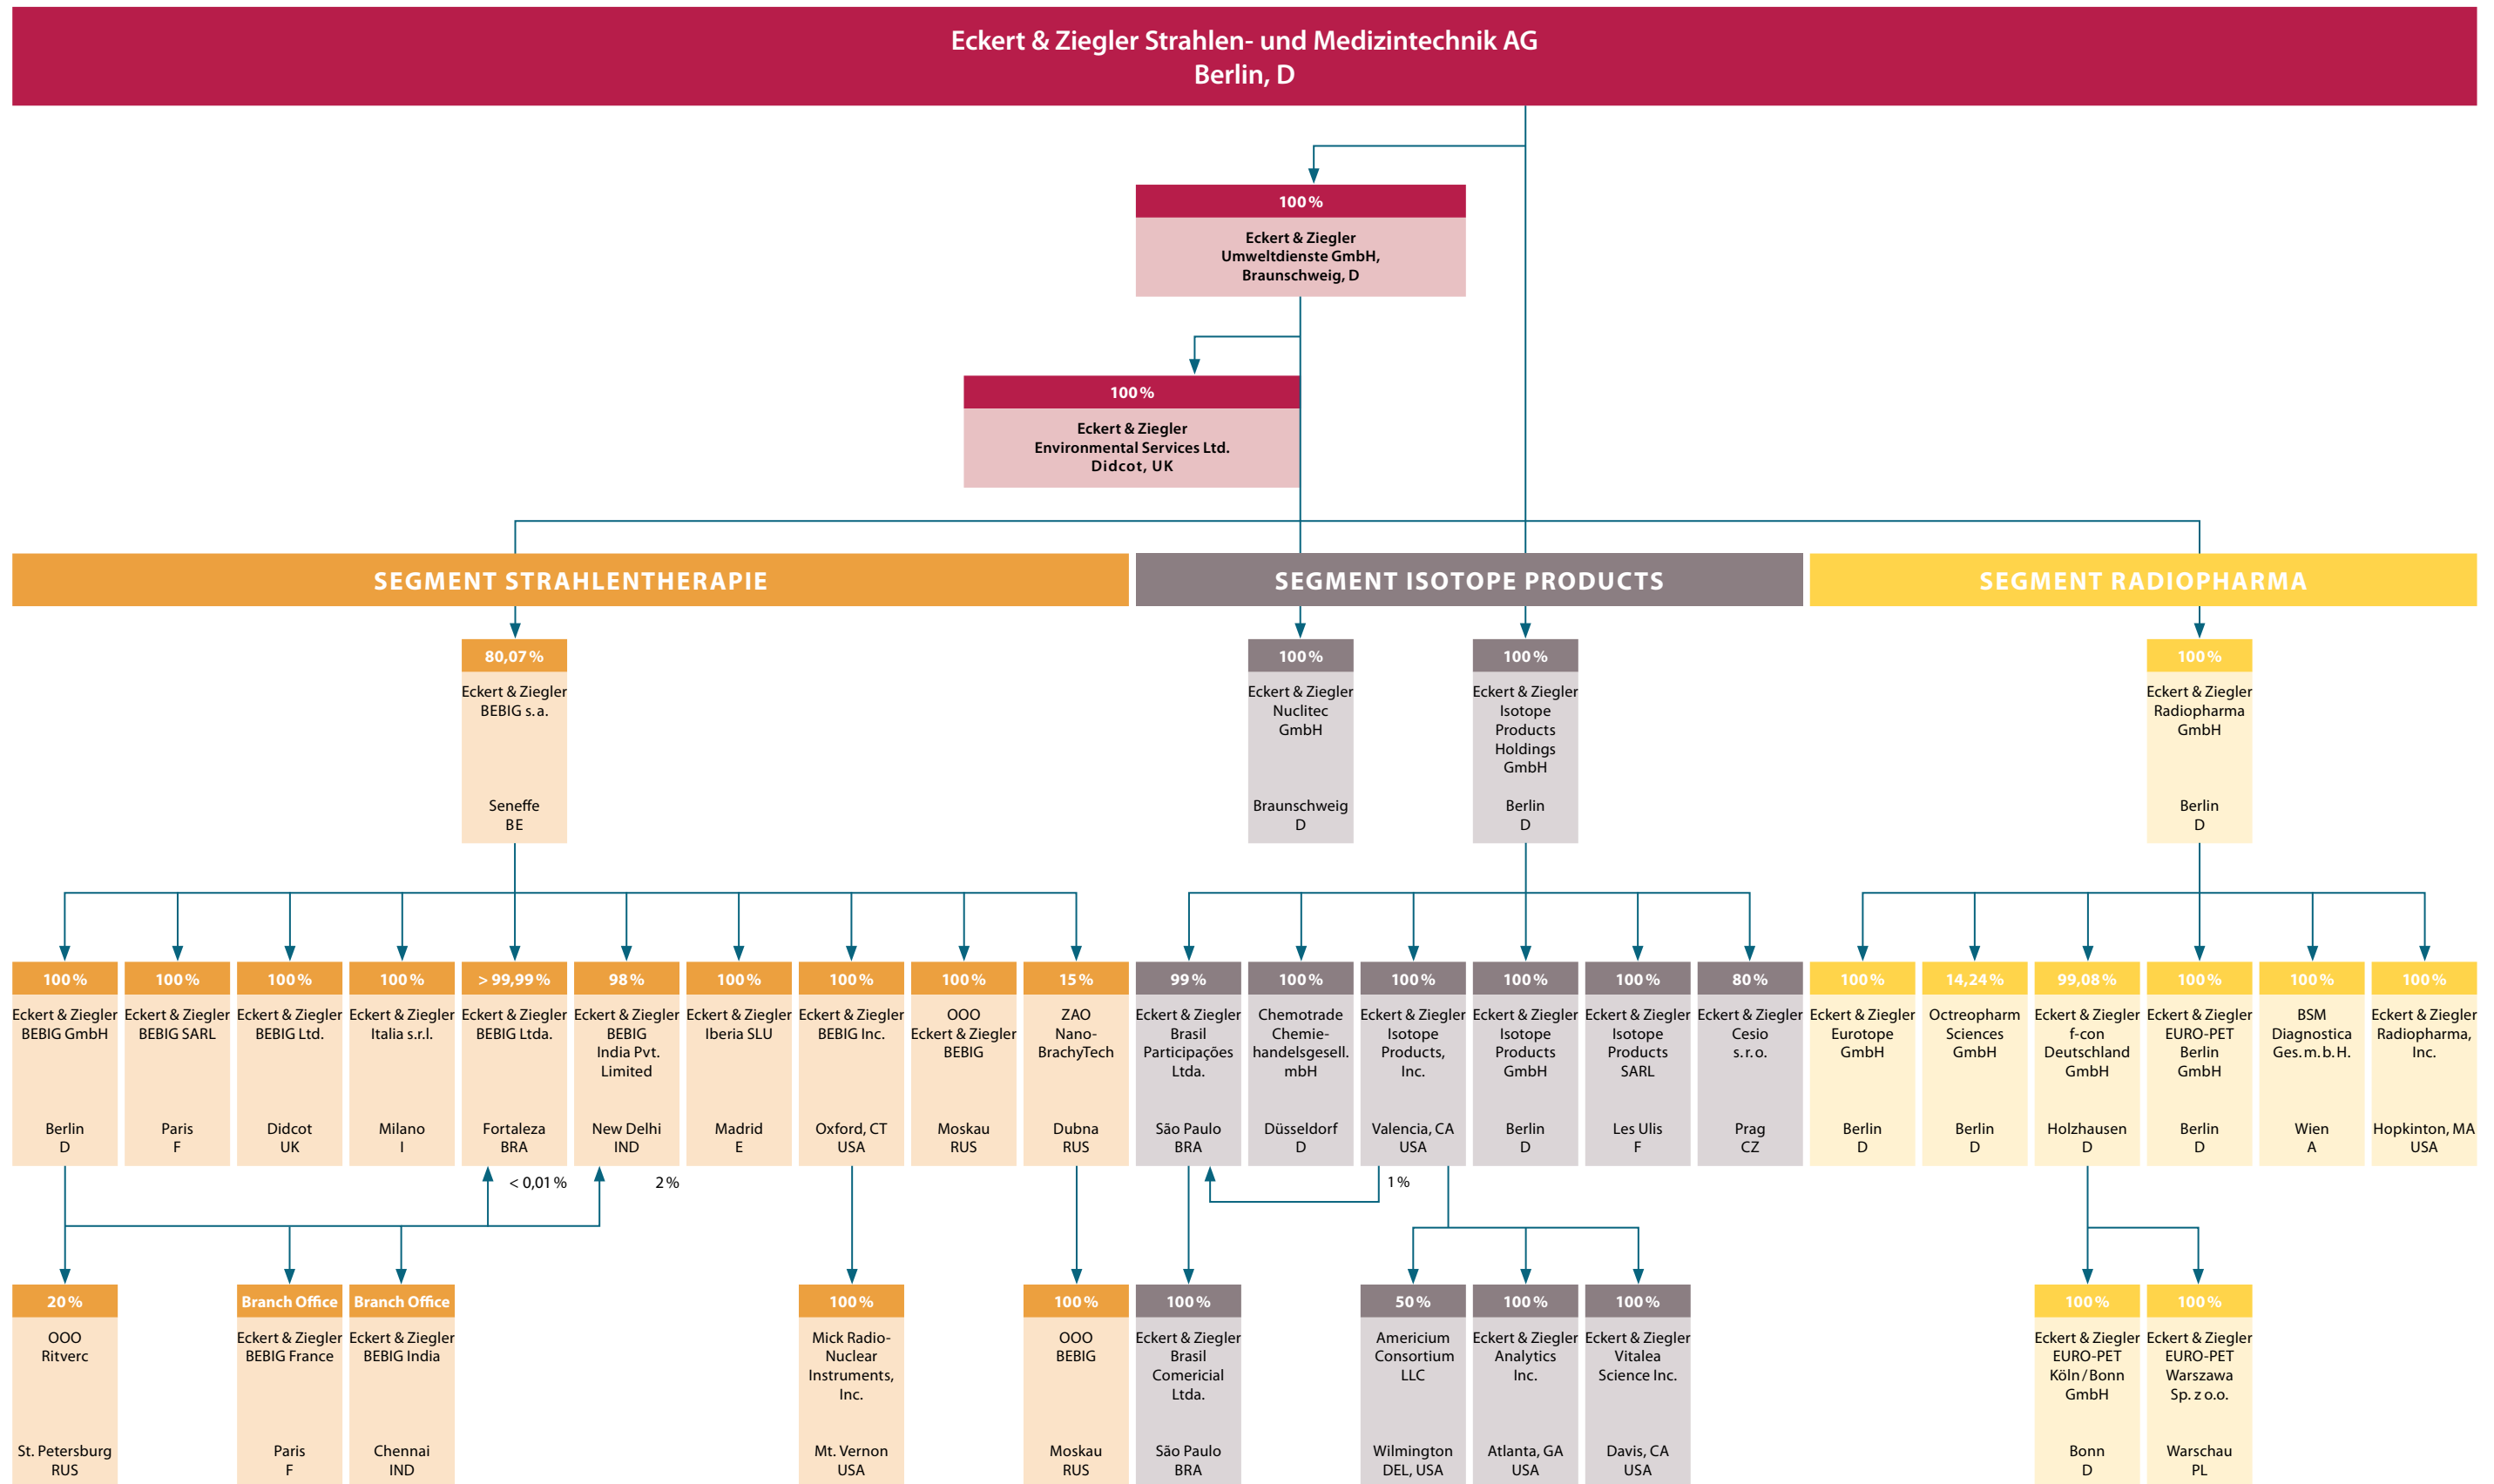 Eckert & Ziegler Strahlen- und Medizintechnik AG
Berlin, D
100 %
Eckert & Ziegler
Umweltdienste GmbH,
Braunschweig, D
100 %
Eckert & Ziegler
Environmental Services Ltd.
Didcot, UK
SEGMENT STRAHLENTHERAPIE
SEGMENT ISOTOPE PRODUCTS
SEGMENT RADIOPHARMA
80,07 %
Eckert & Ziegler
BEBIG s. a.
Seneffe
BE
100 %
Eckert & Ziegler
Nuclitec
GmbH
Braunschweig
D
100 %
Eckert & Ziegler
Isotope
Products
Holdings
GmbH
Berlin
D
100 %
Eckert & Ziegler
Radiopharma
GmbH
Berlin
D
100 %
Eckert & Ziegler
BEBIG GmbH
Berlin
D
100 %
Eckert & Ziegler
BEBIG SARL
Paris
F
100 %
Eckert & Ziegler
BEBIG Ltd.
Didcot
UK
100 %
Eckert & Ziegler
Italia s.r.l.
Milano
I
> 99,99 %
Eckert & Ziegler
BEBIG Ltda.
Fortaleza
BRA
98 %
Eckert & Ziegler
BEBIG
India Pvt.
Limited
New Delhi
IND
100 %
Eckert & Ziegler
Iberia SLU
Madrid
E
100 %
Eckert & Ziegler
BEBIG Inc.
Oxford, CT
USA
100 %
OOO
Eckert & Ziegler
BEBIG
Moskau
RUS
15 %
ZAO
Nano-
BrachyTech
Dubna
RUS
99 %
Eckert & Ziegler
Brasil
Participações
Ltda.
São Paulo
BRA
100 %
Chemotrade
Chemie-
handelsgesell.
mbH
Düsseldorf
D
100 %
Eckert & Ziegler
Isotope
Products,
Inc.
Valencia, CA
USA
100 %
Eckert & Ziegler
Isotope
Products
GmbH
Berlin
D
100 %
Eckert & Ziegler
Isotope
Products
SARL
Les Ulis
F
80 %
Eckert & Ziegler
Cesio
s. r. o.
Prag
CZ
100 %
Eckert & Ziegler
Eurotope
GmbH
Berlin
D
14,24 %
Octreopharm
Sciences
GmbH
Berlin
D
99,08 %
Eckert & Ziegler
f-con
Deutschland
GmbH
Holzhausen
D
100 %
Eckert & Ziegler
EURO-PET
Berlin
GmbH
Berlin
D
100 %
BSM
Diagnostica
Ges. m. b. H.
Wien
A
100 %
Eckert & Ziegler
Radiopharma,
Inc.
Hopkinton, MA
USA
< 0,01 %
2 %
1 %
20 %
OOO
Ritverc
St. Petersburg
RUS
Branch Office
Eckert & Ziegler
BEBIG France
Paris
F
Branch Office
Eckert & Ziegler
BEBIG India
Chennai
IND
100 %
Mick Radio-
Nuclear
Instruments,
Inc.
Mt. Vernon
USA
100 %
OOO
BEBIG
Moskau
RUS
100 %
Eckert & Ziegler
Brasil
Comericial
Ltda.
São Paulo
BRA
50 %
Americium
Consortium
LLC
Wilmington
DEL, USA
100 %
Eckert & Ziegler
Analytics
Inc.
Atlanta, GA
USA
100 %
Eckert & Ziegler
Vitalea
Science Inc.
Davis, CA
USA
100 %
Eckert & Ziegler
EURO-PET
Köln / Bonn
GmbH
Bonn
D
100 %
Eckert & Ziegler
EURO-PET
Warszawa
Sp. z o.o.
Warschau
PL